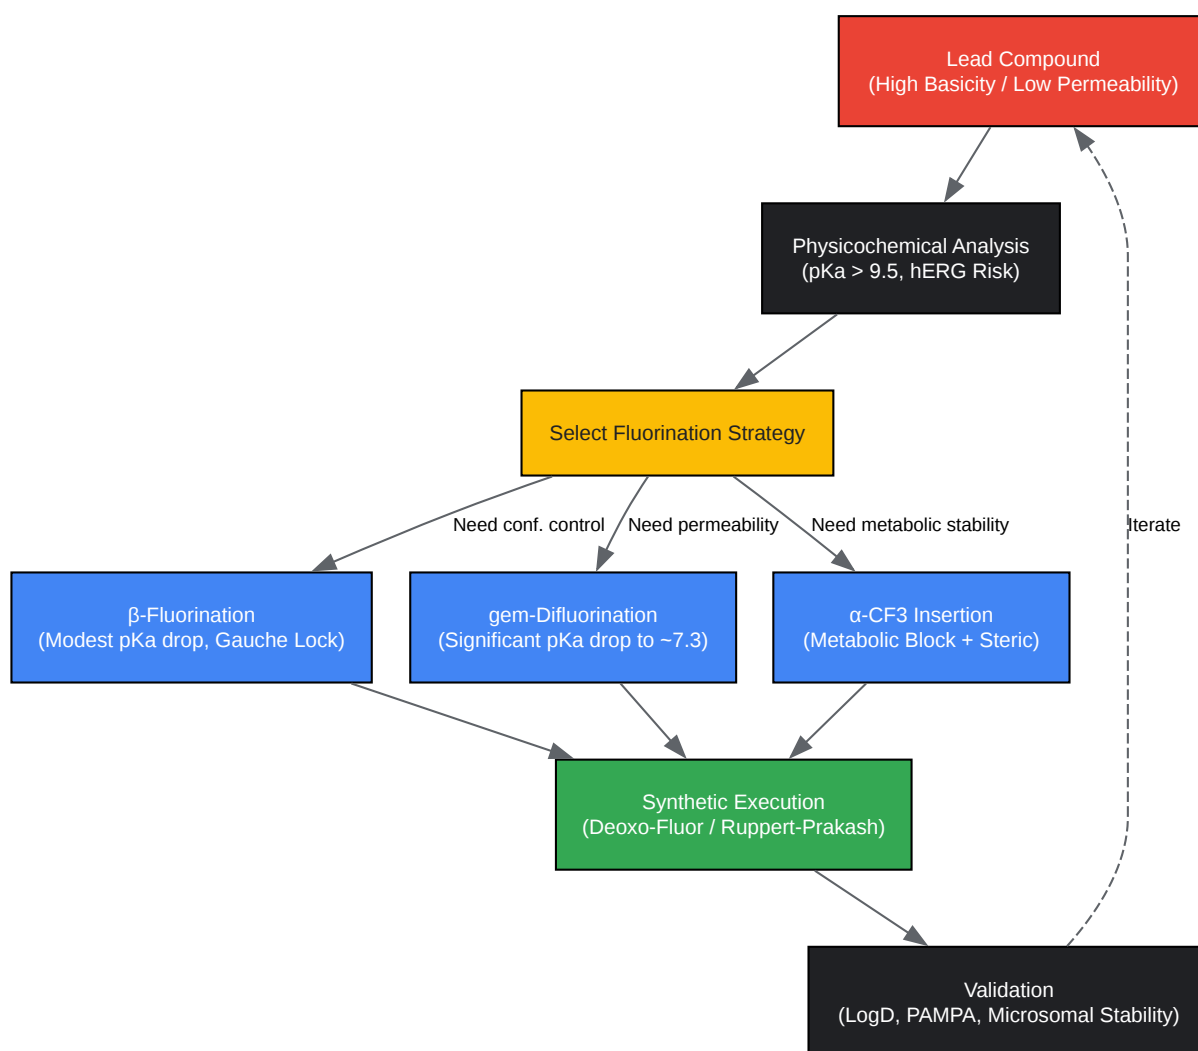 Lead Compound
(High Basicity / Low Permeability)
Physicochemical Analysis
(pKa > 9.5, hERG Risk)
Select Fluorination Strategy
Need conf. control
Need permeability
Need metabolic stability
Iterate
β-Fluorination
(Modest pKa drop, Gauche Lock)
gem-Difluorination
(Significant pKa drop to ~7.3)
α-CF3 Insertion
(Metabolic Block + Steric)
Synthetic Execution
(Deoxo-Fluor / Ruppert-Prakash)
Validation
(LogD, PAMPA, Microsomal Stability)